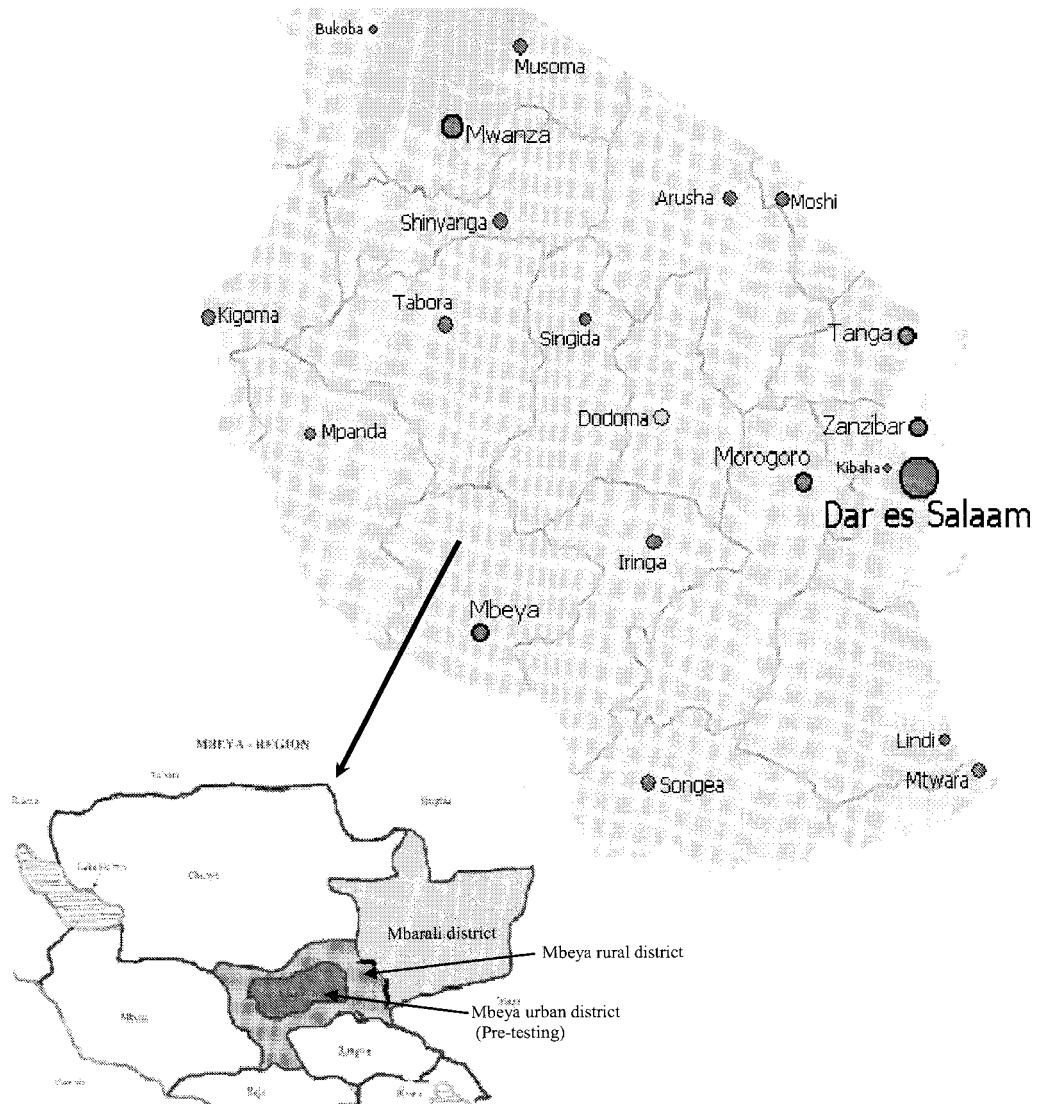 Bukoba
Musoma
Mwanza
Arusha
Moshi
Shinyanga
Kigoma
Tabora
Singida
Tanga
Dodoma
Zanzibar
Mpanda
Morogoro
Kibaha
Dar es Salaam
Iringa
Mbeya
Lindi
Mtwara
Songea
MBEYA - REGION
Chunya
Mbarali district
Mbeya rural district
Mbeya urban district
(Pre-testing)